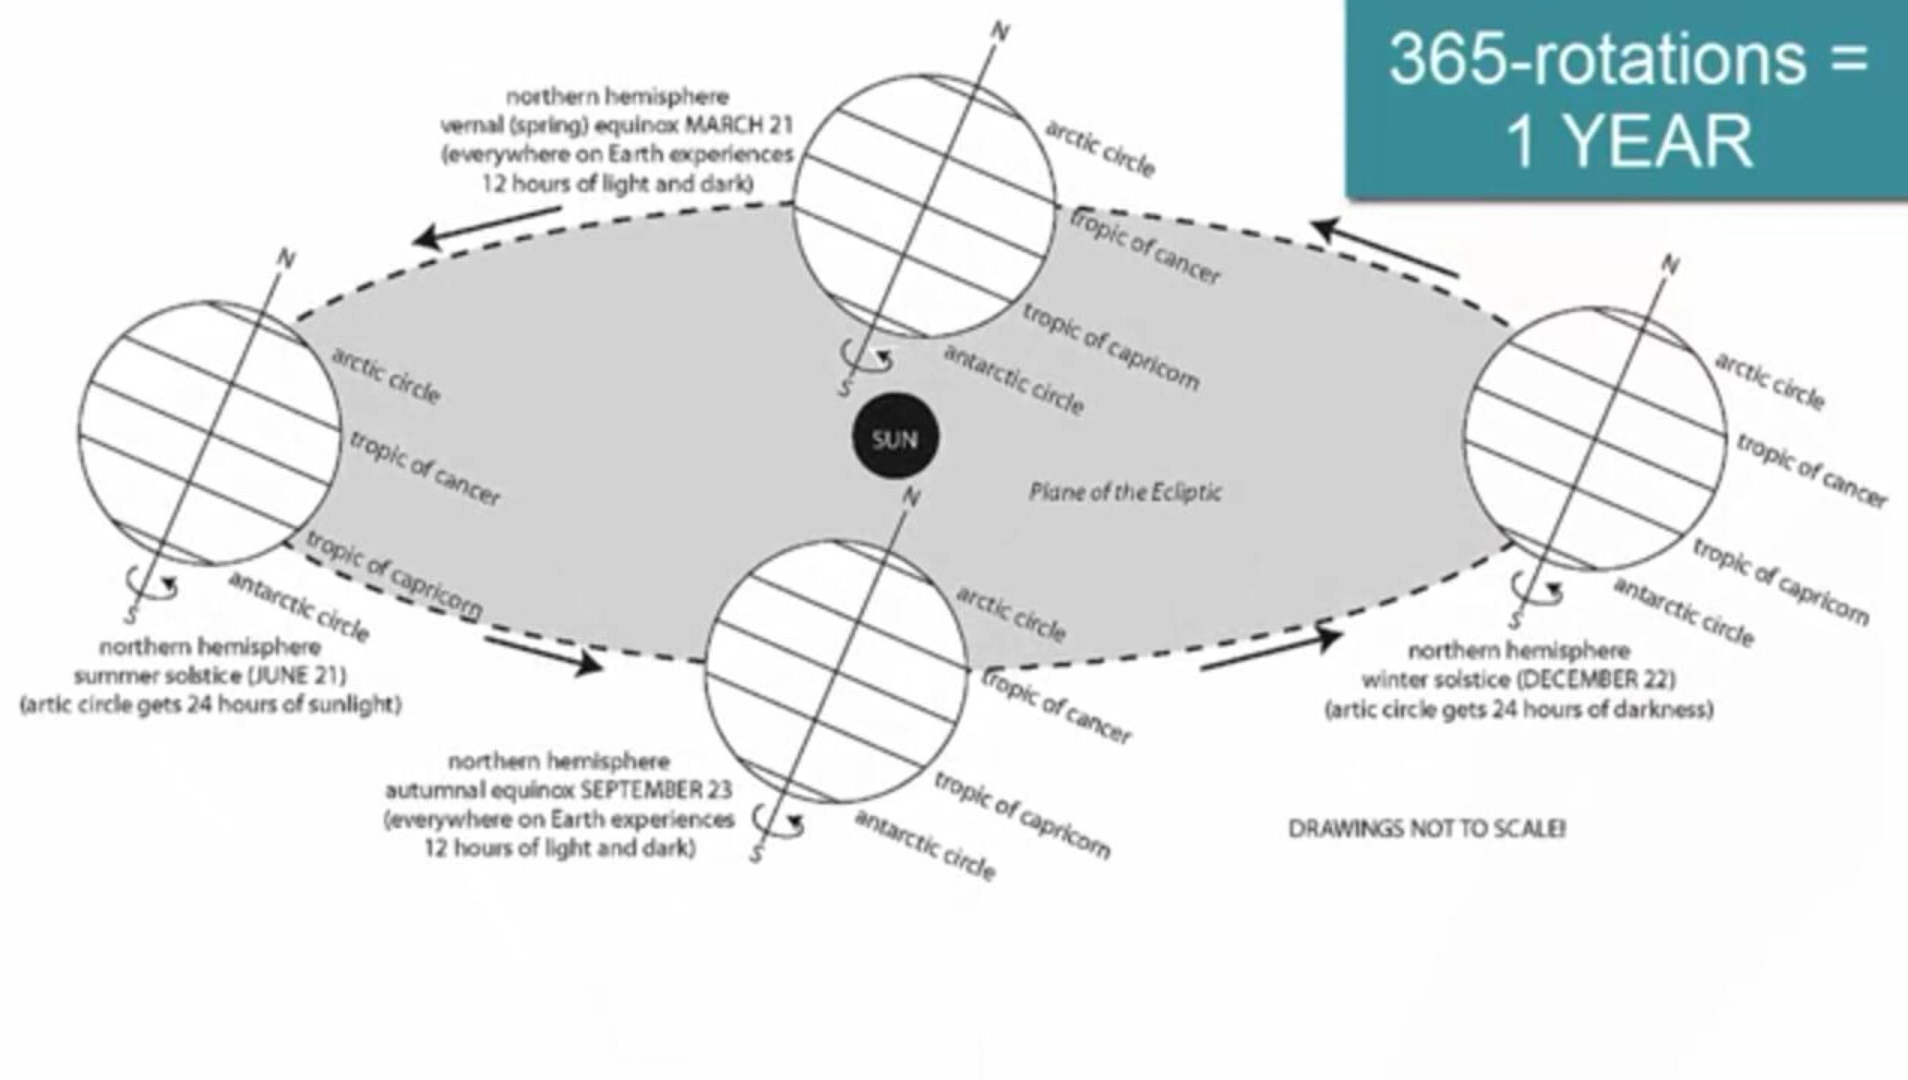 365-rotations =
1 YEAR
northern hemisphere
vernal (spring) equinox MARCH 21
(everywhere on Earth experiences
12 hours of light and dark)
N
arctic circle
tropic of cancer
tropic of capricorn
antarctic circle
S
N
arctic circle
tropic of cancer
tropic of capricorn
antarctic circle
S
northern hemisphere
summer solstice (JUNE 21)
(artic circle gets 24 hours of sunlight)
SUN
Plane of the Ecliptic
N
arctic circle
tropic of cancer
tropic of capricorn
antarctic circle
S
northern hemisphere
winter solstice (DECEMBER 22)
(artic circle gets 24 hours of darkness)
N
arctic circle
tropic of cancer
tropic of capricorn
antarctic circle
S
northern hemisphere
autumnal equinox SEPTEMBER 23
(everywhere on Earth experiences
12 hours of light and dark)
DRAWINGS NOT TO SCALE!